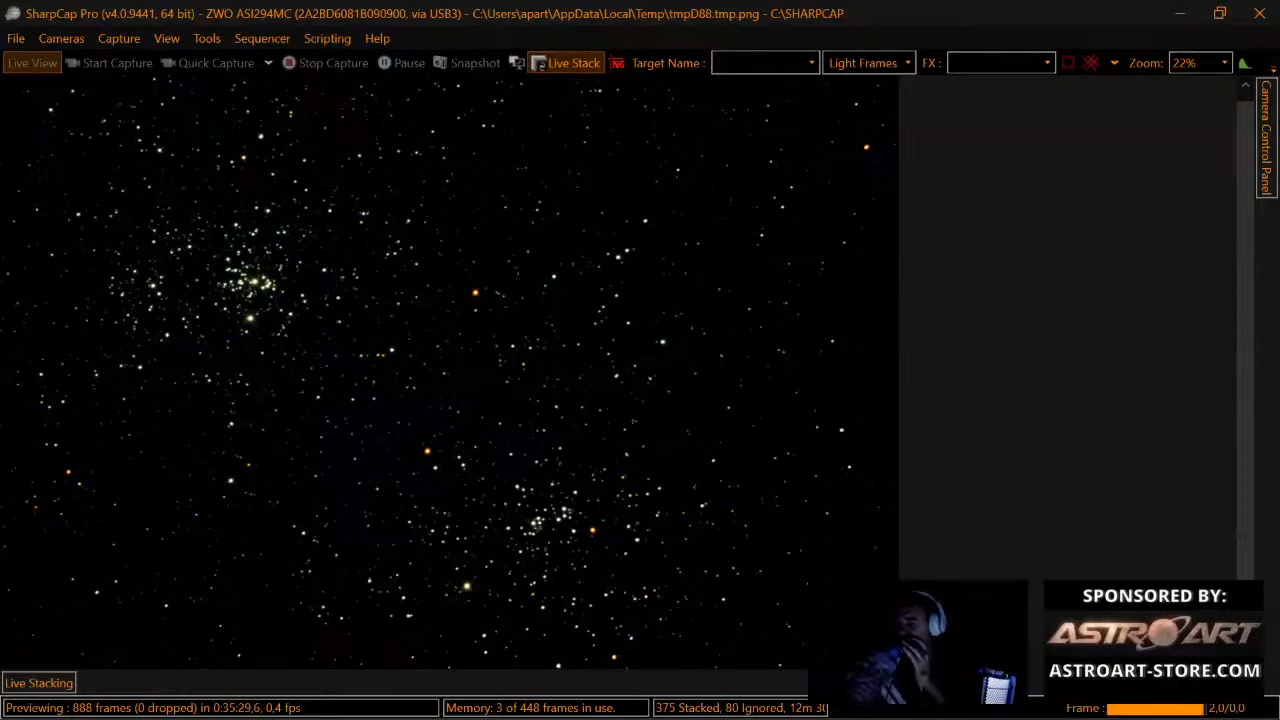 SharpCap Pro (v4.0.9441, 64 bit) - ZWO ASI294MC (2A2BD6081B090900, via USB3) - C:\Users\apart\AppData\Local\Temp\tmpD88.tmp.png - C:\SHARPCAP
File Cameras Capture View Tools Sequencer Scripting Help
Live View Start Capture Quick Capture Stop Capture Pause Snapshot Live Stack Target Name : Light Frames FX : Zoom: 22%
Camera Control Panel
SPONSORED BY:
ASTROART
ASTROART-STORE.COM
Live Stacking
Previewing : 888 frames (0 dropped) in 0:35:29,6, 0,4 fps Memory: 3 of 448 frames in use. 375 Stacked, 80 Ignored, 12m 30 Frame : 2,0/0,0